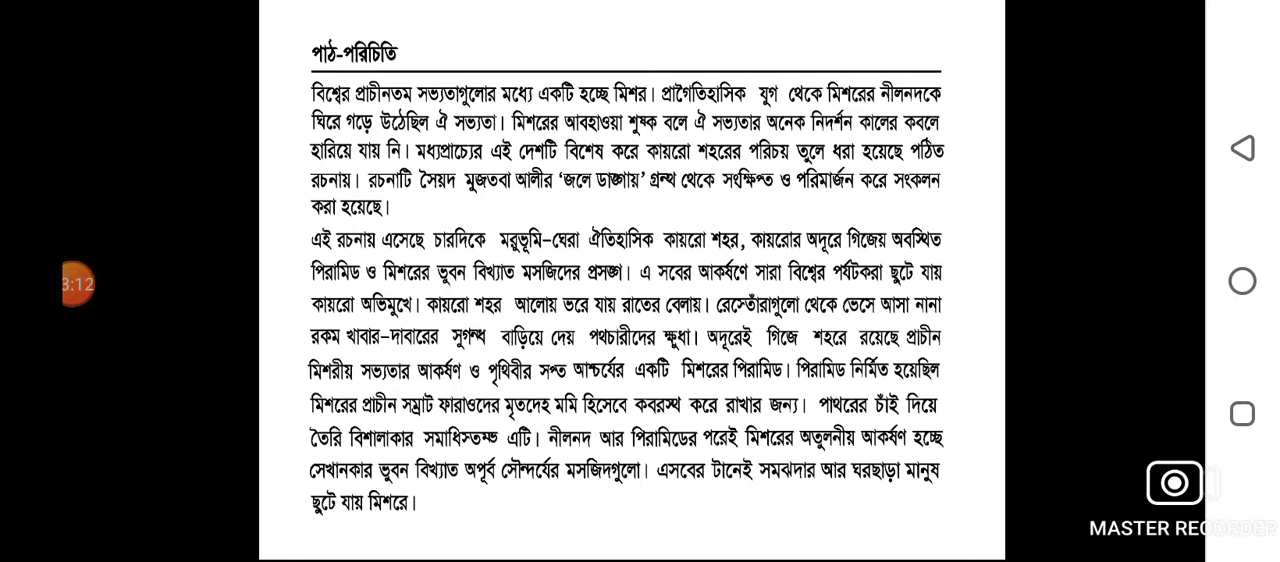 পাঠ-পরিচিতি
বিশ্বের প্রাচীনতম সভ্যতাগুলোর মধ্যে একটি হচ্ছে মিশর। প্রাগৈতিহাসিক যুগ থেকে মিশরের নীলনদকে
ঘিরে গড়ে উঠেছিল ঐ সভ্যতা। মিশরের আবহাওয়া শুষ্ক বলে ঐ সভ্যতার অনেক নিদর্শন কালের কবলে
হারিয়ে যায় নি। মধ্যপ্রাচ্যের এই দেশটি বিশেষ করে কায়রো শহরের পরিচয় তুলে ধরা হয়েছে পঠিত
রচনায়। রচনাটি সৈয়দ মুজতবা আলীর ‘জলে ডাঙ্গায়’ গ্রন্থ থেকে সংক্ষিপ্ত ও পরিমার্জন করে সংকলন
করা হয়েছে।
এই রচনায় এসেছে চারদিকে মরুভূমি-ঘেরা ঐতিহাসিক কায়রো শহর, কায়রোর অদূরে গিজেয় অবস্থিত
পিরামিড ও মিশরের ভুবন বিখ্যাত মসজিদের প্রসঙ্গ। এ সবের আকর্ষণে সারা বিশ্বের পর্যটকরা ছুটে যায়
3:12
কায়রো অভিমুখে। কায়রো শহর আলোয় ভরে যায় রাতের বেলায়। রেস্তোঁরাগুলো থেকে ভেসে আসা নানা
রকম খাবার-দাবারের সুগন্ধ বাড়িয়ে দেয় পথচারীদের ক্ষুধা। অদূরেই গিজে শহরে রয়েছে প্রাচীন
মিশরীয় সভ্যতার আকর্ষণ ও পৃথিবীর সপ্ত আশ্চর্যের একটি মিশরের পিরামিড। পিরামিড নির্মিত হয়েছিল
মিশরের প্রাচীন সম্রাট ফারাওদের মৃতদেহ মমি হিসেবে কবরস্থ করে রাখার জন্য। পাথরের চাঁই দিয়ে
তৈরি বিশালাকার সমাধিস্তম্ভ এটি। নীলনদ আর পিরামিডের পরেই মিশরের অতুলনীয় আকর্ষণ হচ্ছে
সেখানকার ভুবন বিখ্যাত অপূর্ব সৌন্দর্যের মসজিদগুলো। এসবের টানেই সমঝদার আর ঘরছাড়া মানুষ
ছুটে যায় মিশরে।
MASTER RECORDER